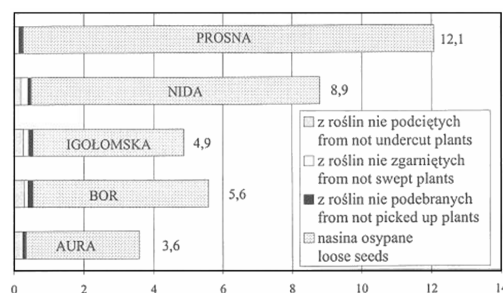 PROSNA 12,1
NIDA 8,9
IGOŁOMSKA 4,9
BOR 5,6
AURA 3,6
z roślin nie podciętych
from not undercut plants
z roślin nie zgarniętych
from not swept plants
z roślin nie podebranych
from not picked up plants
nasina osypane
loose seeds
0 2 4 6 8 10 12 14